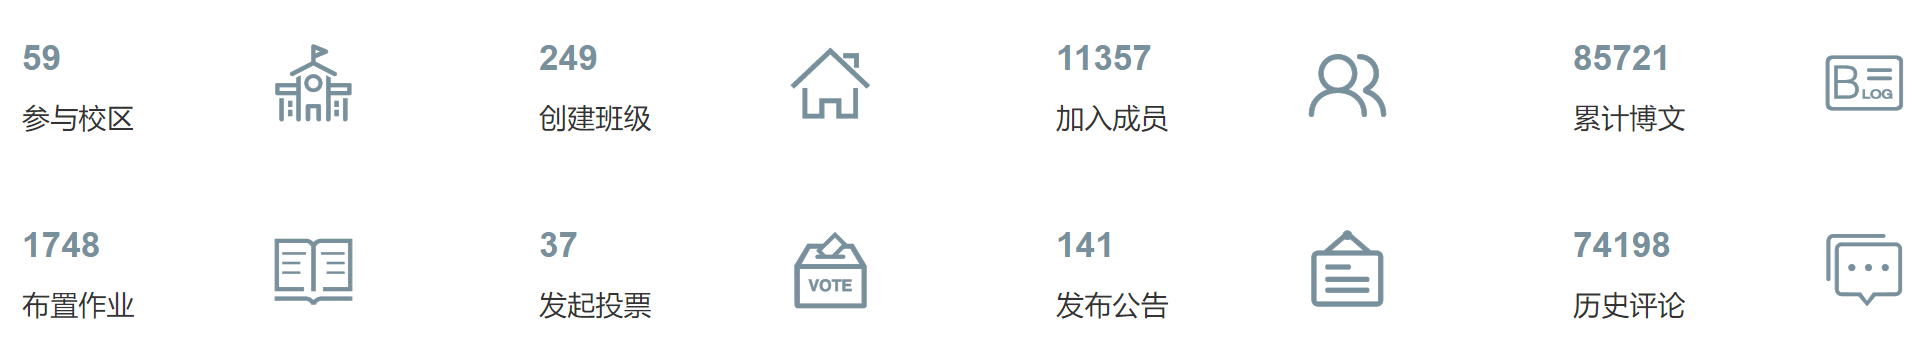 59
参与校区
249
创建班级
11357
加入成员
85721
累计博文
BLOG
1748
布置作业
37
发起投票
VOTE
141
发布公告
74198
历史评论